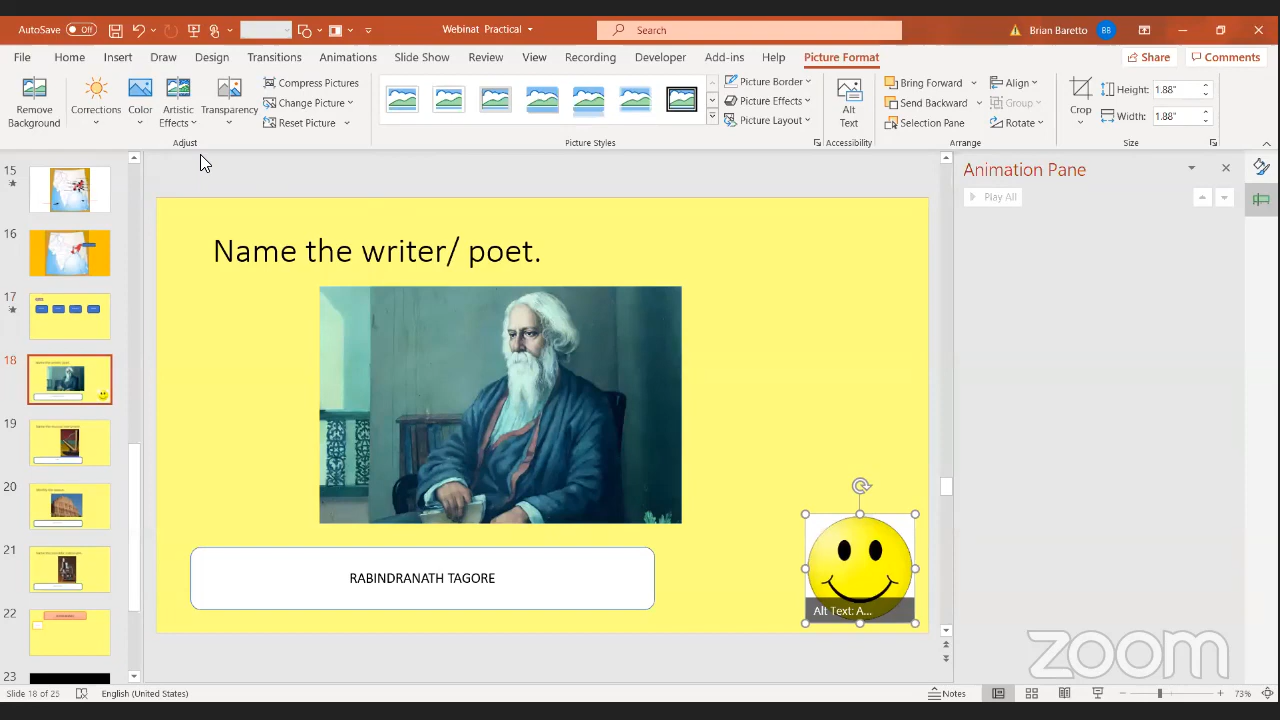 AutoSave Off
Webinat Practical
Search
Brian Baretto BB
File Home Insert Draw Design Transitions Animations Slide Show Review View Recording Developer Add-ins Help Picture Format
Share Comments
Remove Background
Corrections
Color
Artistic Effects
Transparency
Compress Pictures
Change Picture
Reset Picture
Adjust
Picture Border
Picture Effects
Picture Layout
Picture Styles
Alt Text
Accessibility
Bring Forward
Send Backward
Selection Pane
Align
Group
Rotate
Arrange
Crop
Height: 1.88"
Width: 1.88"
Size
15
16
17
18
19
20
21
22
23
Name the writer/ poet.
RABINDRANATH TAGORE
Alt Text: A...
Animation Pane
Play All
zoom
Slide 18 of 25
English (United States)
Notes
73%